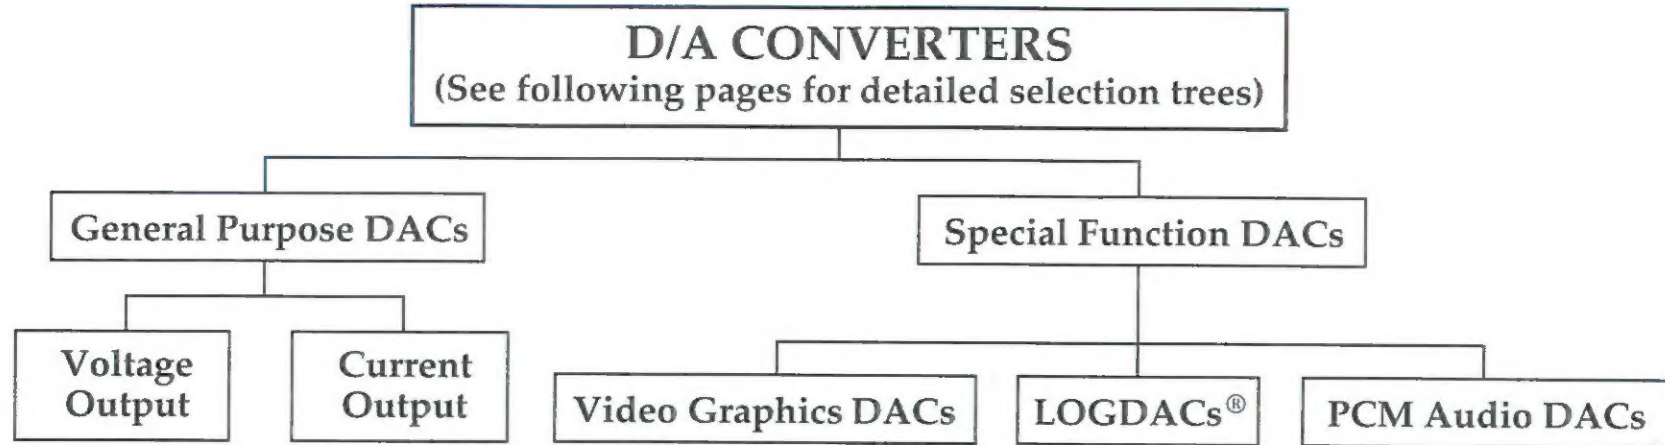 D/A CONVERTERS
(See following pages for detailed selection trees)
General Purpose DACs
Special Function DACs
Voltage
Output
Current
Output
Video Graphics DACs
LOGDACs®
PCM Audio DACs